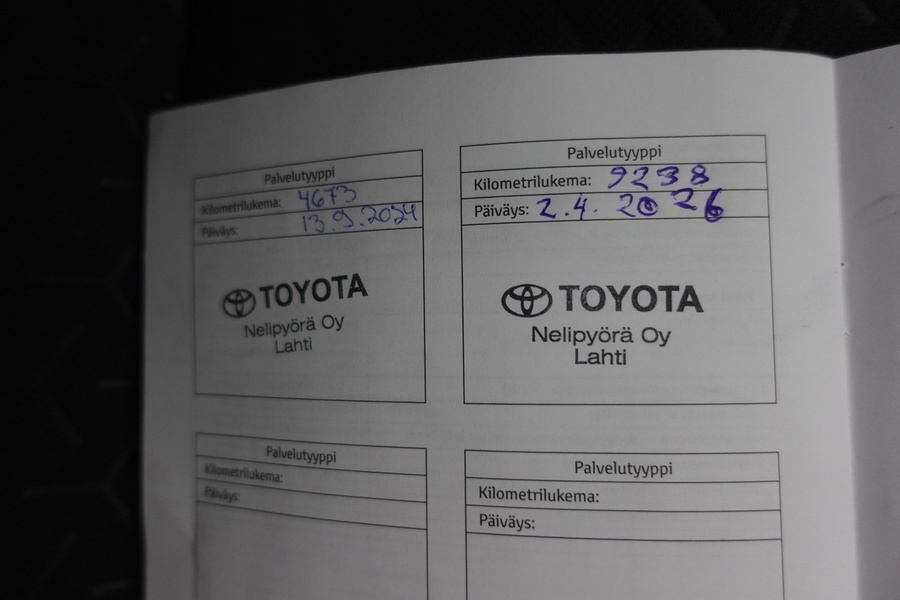 Palvelutyyppi
Kilometrilukema: 4673
Päiväys: 13.9.2024
TOYOTA
Nelipyörä Oy
Lahti
Palvelutyyppi
Kilometrilukema: 9238
Päiväys: 2.4. 2026
TOYOTA
Nelipyörä Oy
Lahti
Palvelutyyppi
Kilometrilukema:
Päiväys:
Palvelutyyppi
Kilometrilukema:
Päiväys: